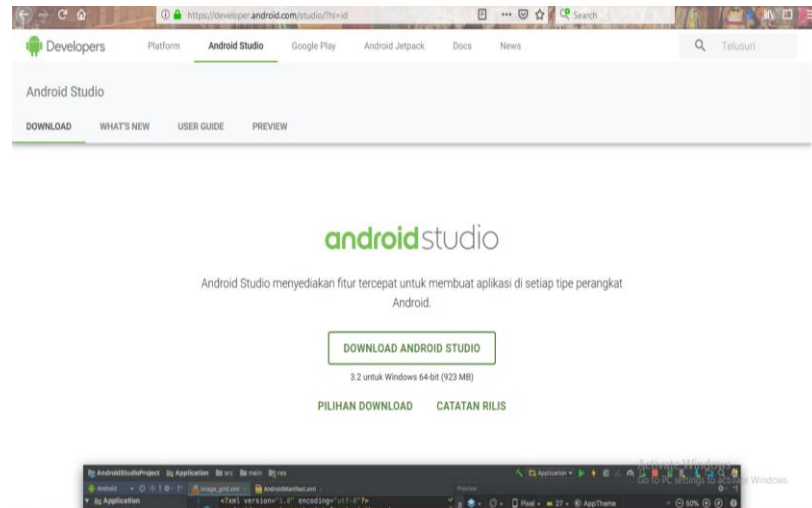 https://developer.android.com/studio/?hl=id
Search
Developers
Platform
Android Studio
Google Play
Android Jetpack
Docs
News
Telusuri
Android Studio
DOWNLOAD
WHAT'S NEW
USER GUIDE
PREVIEW
androidstudio
Android Studio menyediakan fitur tercepat untuk membuat aplikasi di setiap tipe perangkat
Android.
DOWNLOAD ANDROID STUDIO
3.2 untuk Windows 64-bit (923 MB)
PILIHAN DOWNLOAD
CATATAN RILIS
Activate Windows
Go to PC settings to activate Windows.
AndroidStudioProject Application src main res
Application
Android
image_grid.xml
AndroidManifest.xml
Preview
Application
<?xml version="1.0" encoding="utf-8"?>
Pixel
27
AppTheme
50%